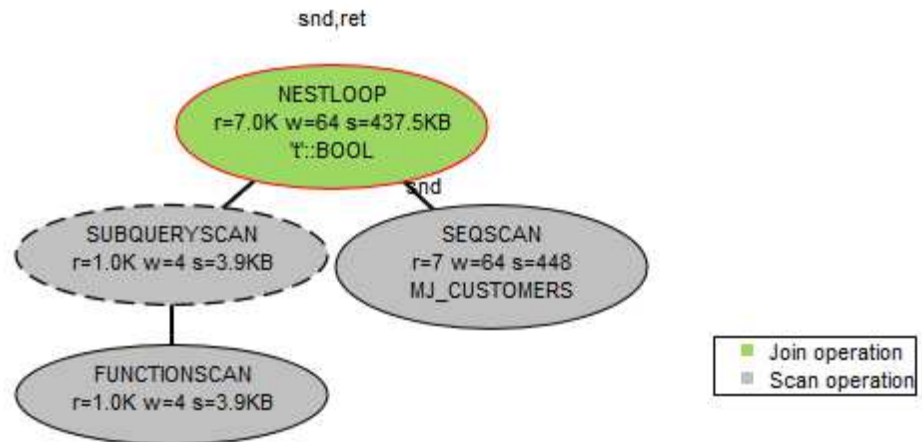 snd,ret
NESTLOOP
r=7.0K w=64 s=437.5KB
't'::BOOL
snd
SUBQUERYSCAN
r=1.0K w=4 s=3.9KB
SEQSCAN
r=7 w=64 s=448
MJ_CUSTOMERS
FUNCTIONSCAN
r=1.0K w=4 s=3.9KB
Join operation
Scan operation